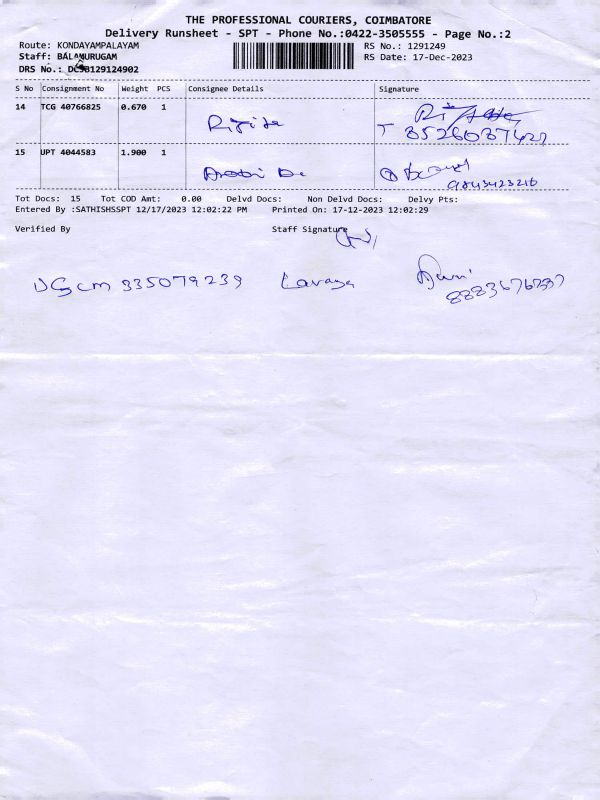 THE PROFESSIONAL COURIERS, COIMBATORE
Delivery Runsheet - SPT - Phone No.:0422-3505555 - Page No.:2
Route: KONDAYAMPALAYAM RS No.: 1291249
Staff: BALAMURUGAM RS Date: 17-Dec-2023
DRS No.: DCSB129124902
S No Consignment No Weight PCS Consignee Details Signature
14 TCG 40766825 0.670 1
8526087427
15 UPT 4044583 1.900 1
9843423210
Tot Docs: 15 Tot COD Amt: 0.00 Delvd Docs: Non Delvd Docs: Delvy Pts:
Entered By :SATHISHSSPT 12/17/2023 12:02:22 PM Printed On: 17-12-2023 12:02:29
Verified By Staff Signature
335079239